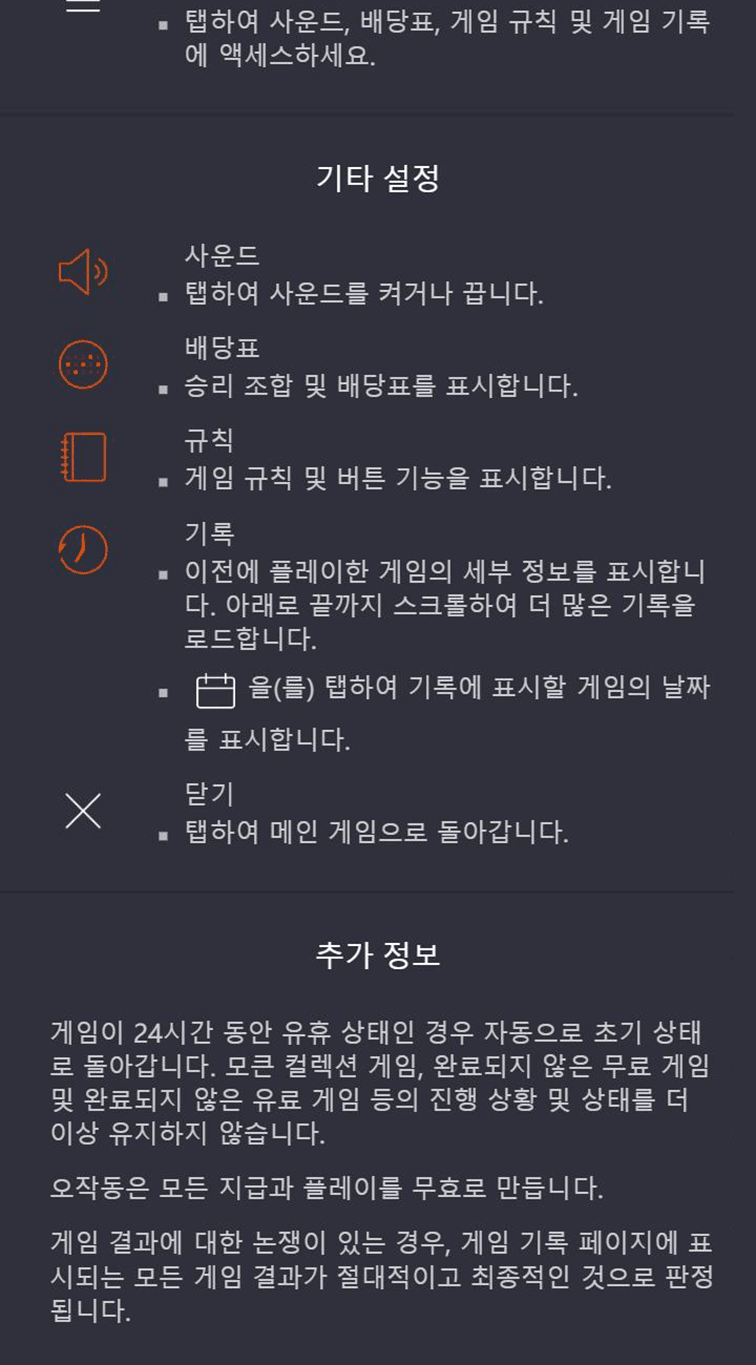 탭하여 사운드, 배당표, 게임 규칙 및 게임 기록
에 액세스하세요.
기타 설정
사운드
탭하여 사운드를 켜거나 끕니다.
배당표
승리 조합 및 배당표를 표시합니다.
규칙
게임 규칙 및 버튼 기능을 표시합니다.
기록
이전에 플레이한 게임의 세부 정보를 표시합니
다. 아래로 끝까지 스크롤하여 더 많은 기록을
로드합니다.
을(를) 탭하여 기록에 표시할 게임의 날짜
를 표시합니다.
닫기
탭하여 메인 게임으로 돌아갑니다.
추가 정보
게임이 24시간 동안 유휴 상태인 경우 자동으로 초기 상태
로 돌아갑니다. 모큰 컬렉션 게임, 완료되지 않은 무료 게임
및 완료되지 않은 유료 게임 등의 진행 상황 및 상태를 더
이상 유지하지 않습니다.
오작동은 모든 지급과 플레이를 무효로 만듭니다.
게임 결과에 대한 논쟁이 있는 경우, 게임 기록 페이지에 표
시되는 모든 게임 결과가 절대적이고 최종적인 것으로 판정
됩니다.